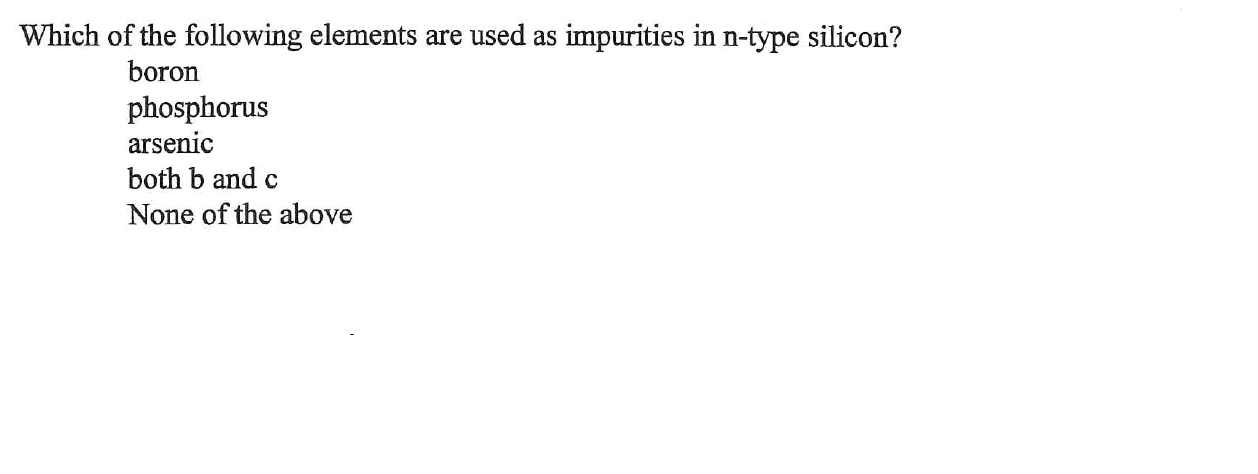 Which of the following elements are used as impurities in n-type silicon?
boron
phosphorus
arsenic
both b and c
None of the above